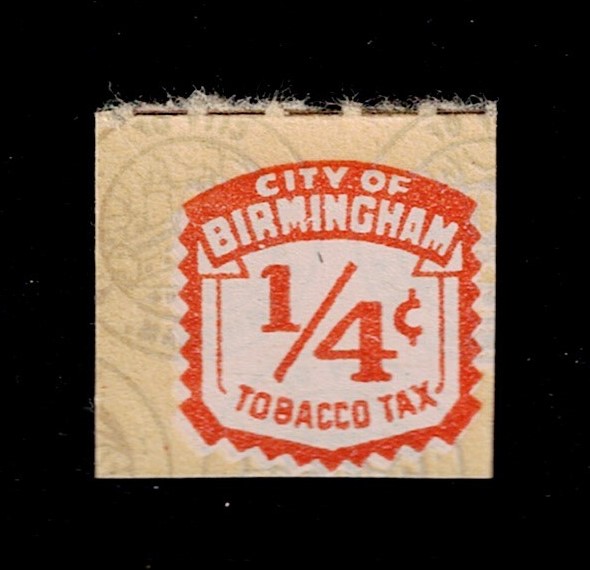 CITY OF
BIRMINGHAM
1/4¢
TOBACCO TAX